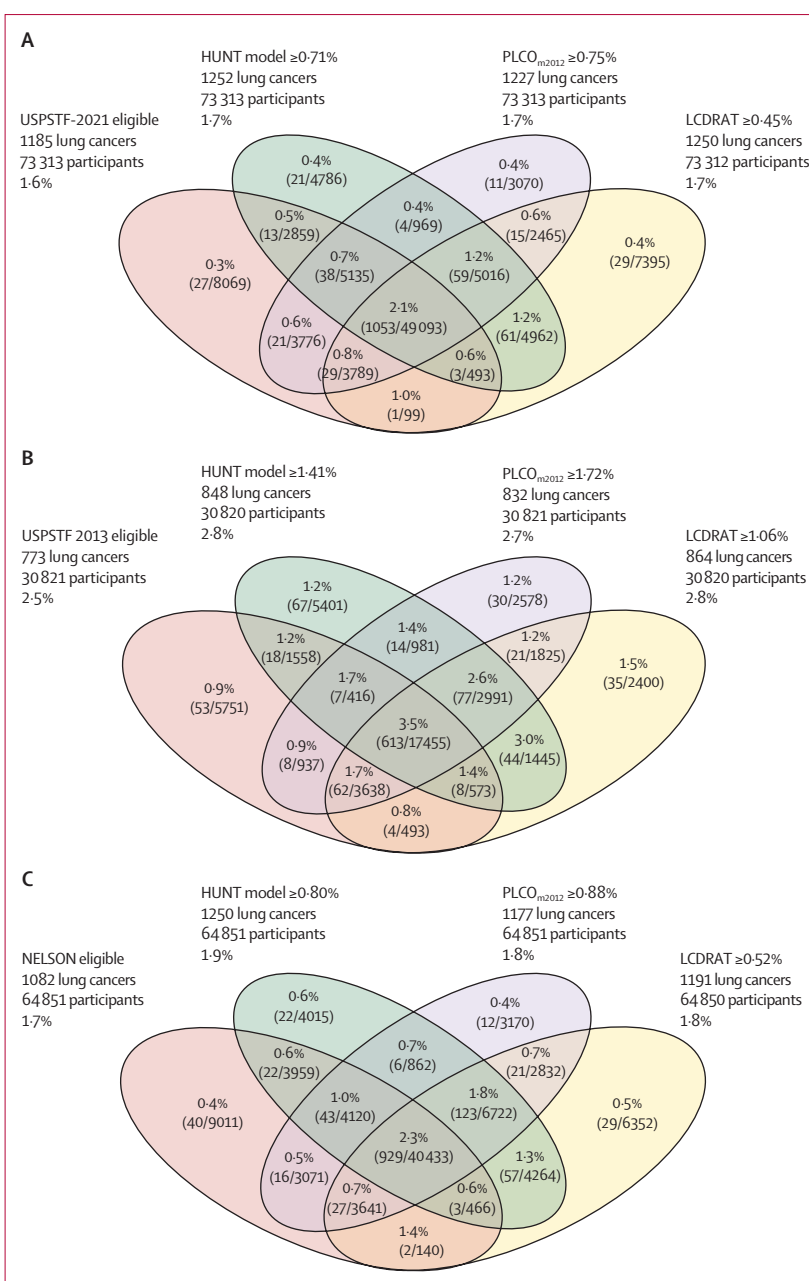 A
HUNT model ≥0·71%
1252 lung cancers
73 313 participants
1·7%
PLCOm2012 ≥0·75%
1227 lung cancers
73 313 participants
1·7%
USPSTF-2021 eligible
1185 lung cancers
73 313 participants
1·6%
LCDRAT ≥0·45%
1250 lung cancers
73 312 participants
1·7%
0·4%
(21/4786)
0·4%
(11/3070)
0·5%
(13/2859)
0·4%
(4/969)
0·6%
(15/2465)
0·3%
(27/8069)
0·7%
(38/5135)
1·2%
(59/5016)
0·4%
(29/7395)
2·1%
(1053/49 093)
0·6%
(21/3776)
1·2%
(61/4962)
0·8%
(29/3789)
0·6%
(3/493)
1·0%
(1/99)
B
HUNT model ≥1·41%
848 lung cancers
30 820 participants
2·8%
PLCOm2012 ≥1·72%
832 lung cancers
30 821 participants
2·7%
USPSTF 2013 eligible
773 lung cancers
30 821 participants
2·5%
LCDRAT ≥1·06%
864 lung cancers
30 820 participants
2·8%
1·2%
(67/5401)
1·2%
(30/2578)
1·2%
(18/1558)
1·4%
(14/981)
1·2%
(21/1825)
0·9%
(53/5751)
1·7%
(7/416)
2·6%
(77/2991)
1·5%
(35/2400)
3·5%
(613/17455)
0·9%
(8/937)
3·0%
(44/1445)
1·7%
(62/3638)
1·4%
(8/573)
0·8%
(4/493)
C
HUNT model ≥0·80%
1250 lung cancers
64 851 participants
1·9%
PLCOm2012 ≥0·88%
1177 lung cancers
64 851 participants
1·8%
NELSON eligible
1082 lung cancers
64 851 participants
1·7%
LCDRAT ≥0·52%
1191 lung cancers
64 850 participants
1·8%
0·6%
(22/4015)
0·4%
(12/3170)
0·6%
(22/3959)
0·7%
(6/862)
0·7%
(21/2832)
0·4%
(40/9011)
1·0%
(43/4120)
1·8%
(123/6722)
0·5%
(29/6352)
2·3%
(929/40 433)
0·5%
(16/3071)
1·3%
(57/4264)
0·7%
(27/3641)
0·6%
(3/466)
1·4%
(2/140)